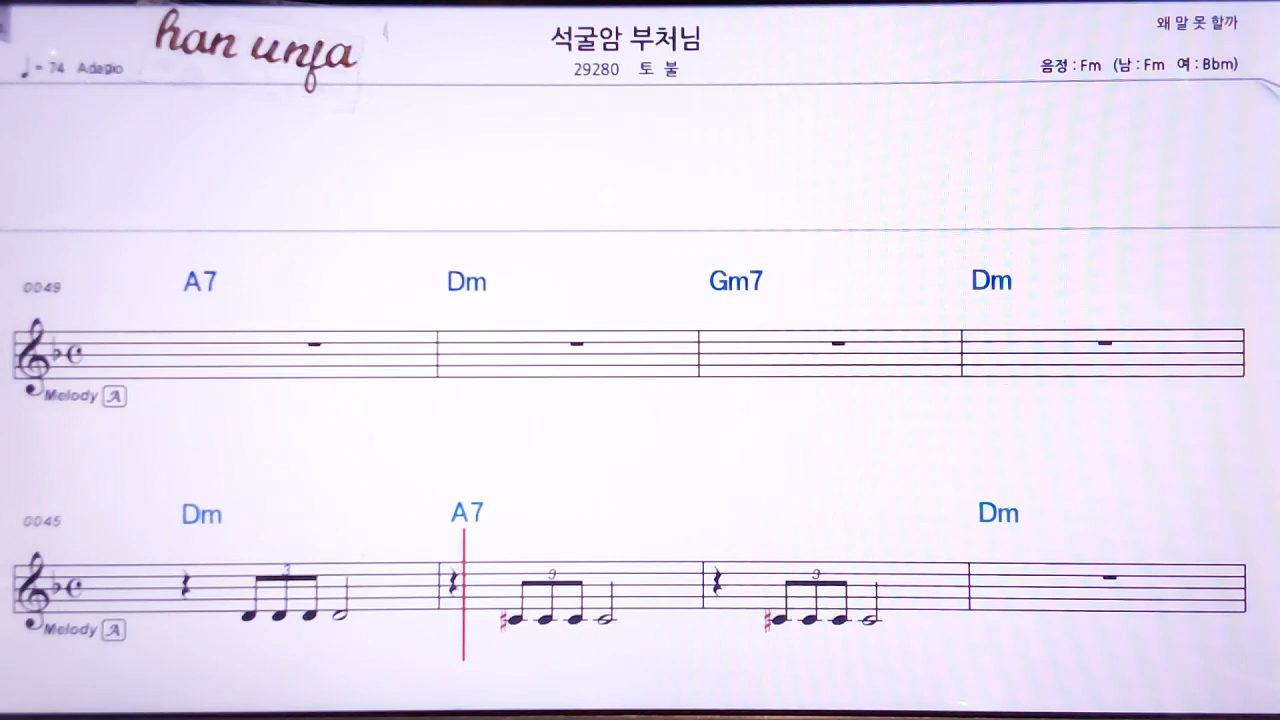 han unfa
석굴암 부처님
왜 말 못 할까
♩= 74 Adagio
29280 토 불
음정 : Fm (남 : Fm 여 : Bbm)
0049 A7 Dm Gm7 Dm
Melody A
0045 Dm A7 Dm
3 3 3
Melody A